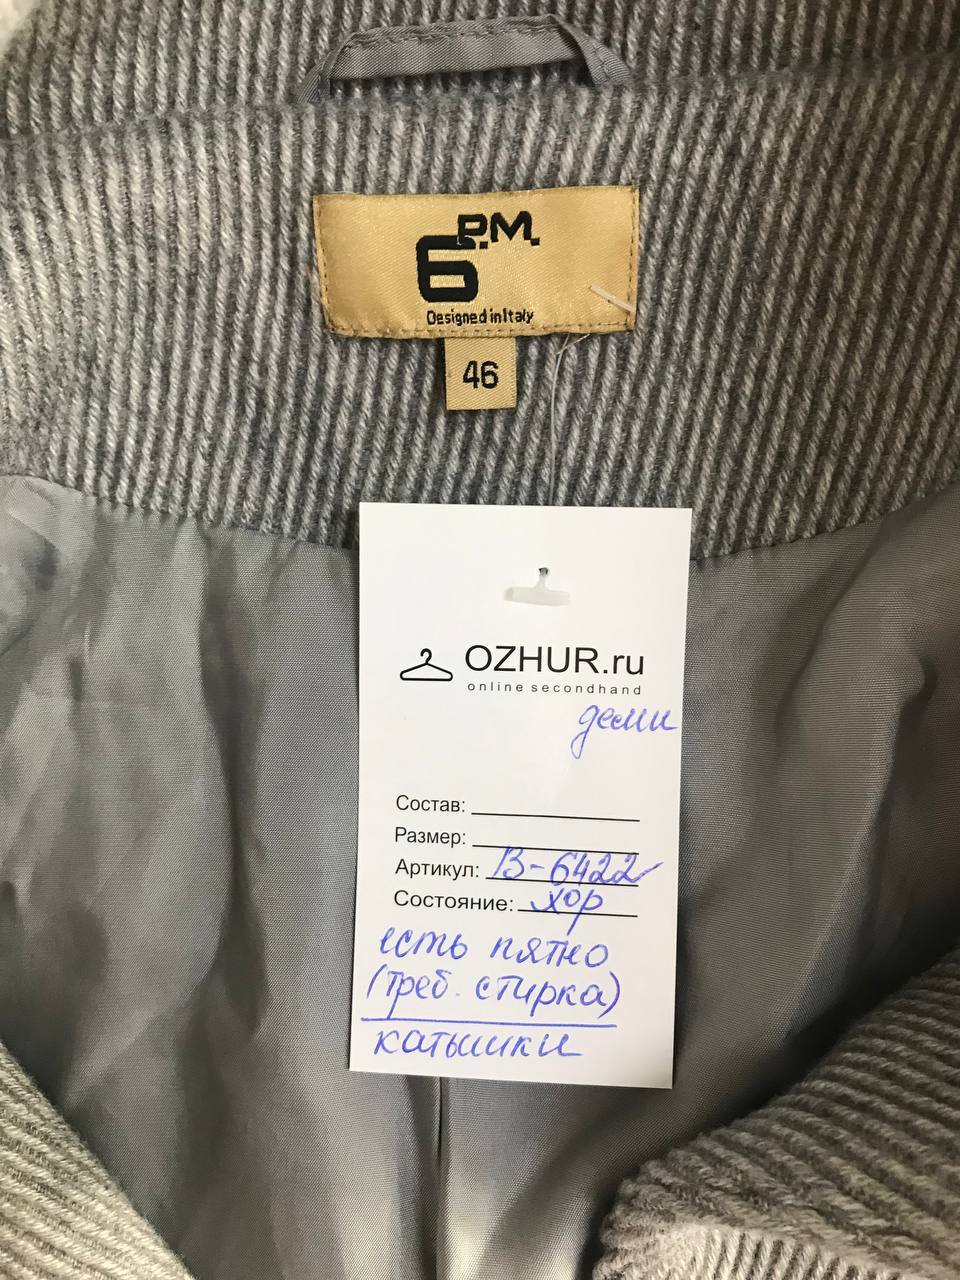 6 P.M.
Designed in Italy
46
OZHUR.ru
online secondhand
деми
Состав:
Размер:
Артикул: В-6422
Состояние: хор
есть пятно
(треб. стирка)
катышки